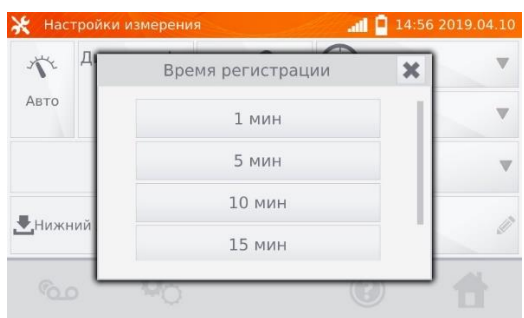 Настройки измерения 14:56 2019.04.10
Время регистрации
Авто
1 мин
5 мин
10 мин
Нижний
15 мин